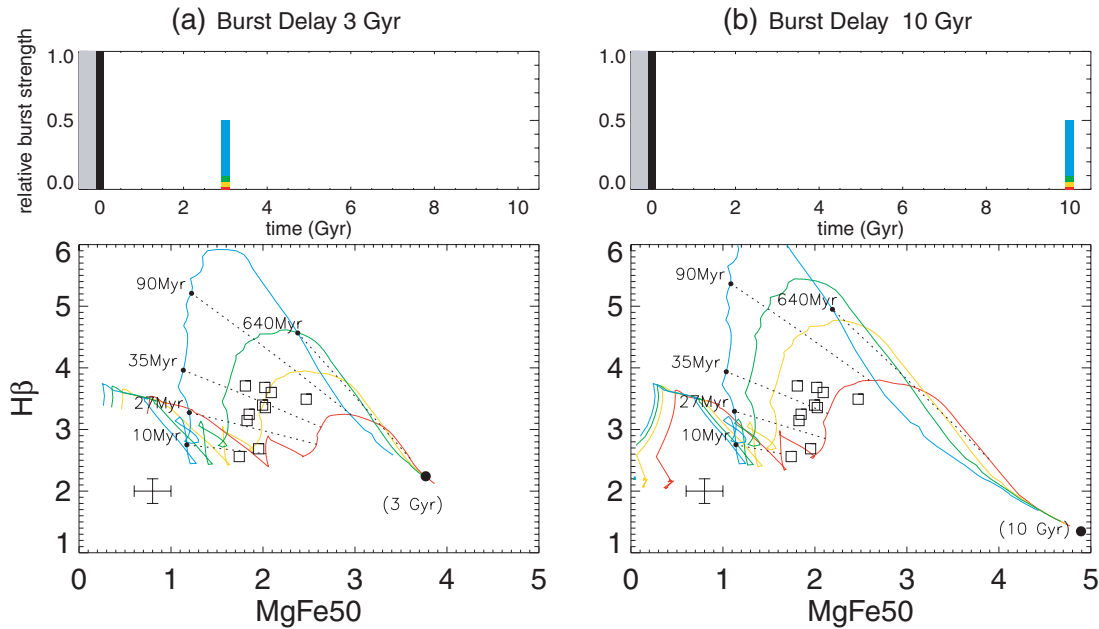 (a) Burst Delay 3 Gyr
relative burst strength
1.0
0.5
0.0
0 2 4 6 8 10
time (Gyr)
6
5
4
3
2
1
Hβ
90Myr
640Myr
35Myr
27Myr
10Myr
(3 Gyr)
0 1 2 3 4 5
MgFe50
(b) Burst Delay 10 Gyr
1.0
0.5
0.0
0 2 4 6 8 10
time (Gyr)
6
5
4
3
2
1
90Myr
640Myr
35Myr
27Myr
10Myr
(10 Gyr)
0 1 2 3 4 5
MgFe50